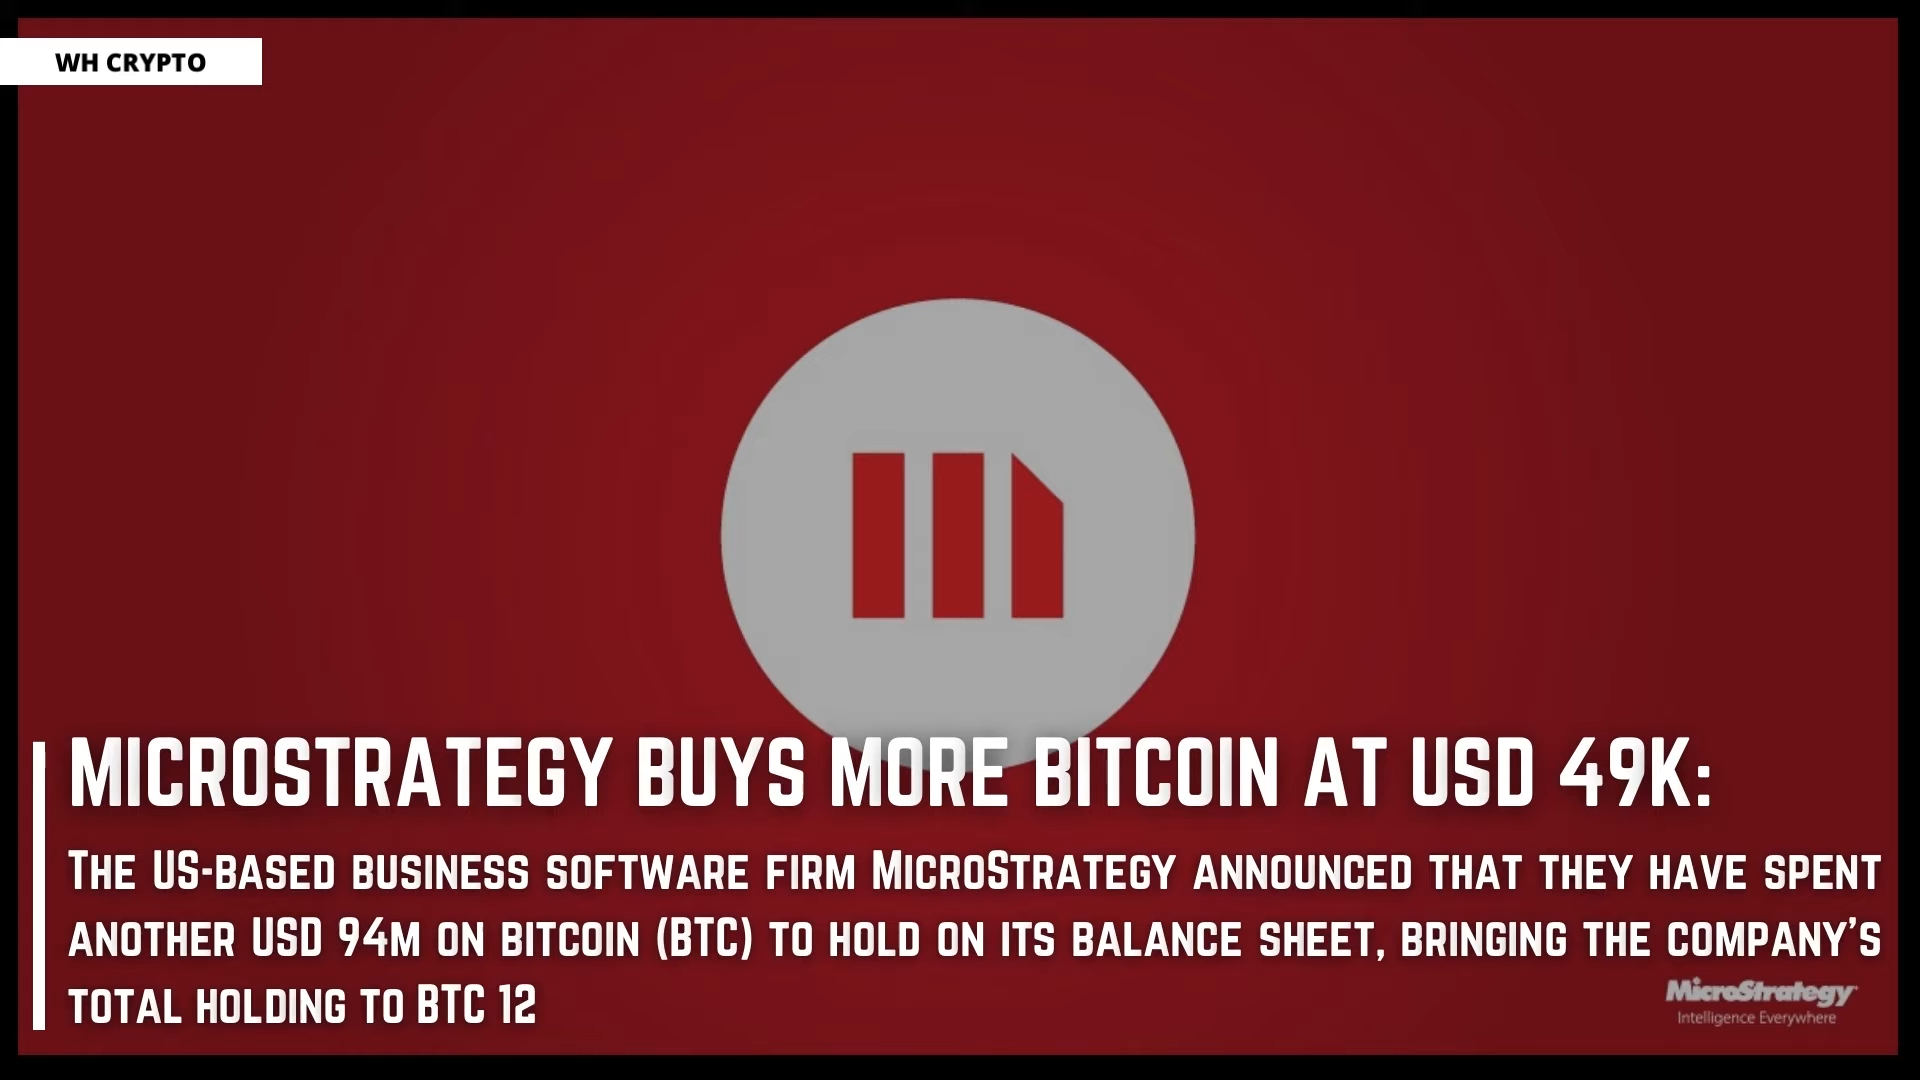 WH CRYPTO
MICROSTRATEGY BUYS MORE BITCOIN AT USD 49K:
The US-based business software firm MicroStrategy announced that they have spent
another USD 94m on bitcoin (BTC) to hold on its balance sheet, bringing the company's
total holding to BTC 12
MicroStrategy
Intelligence Everywhere